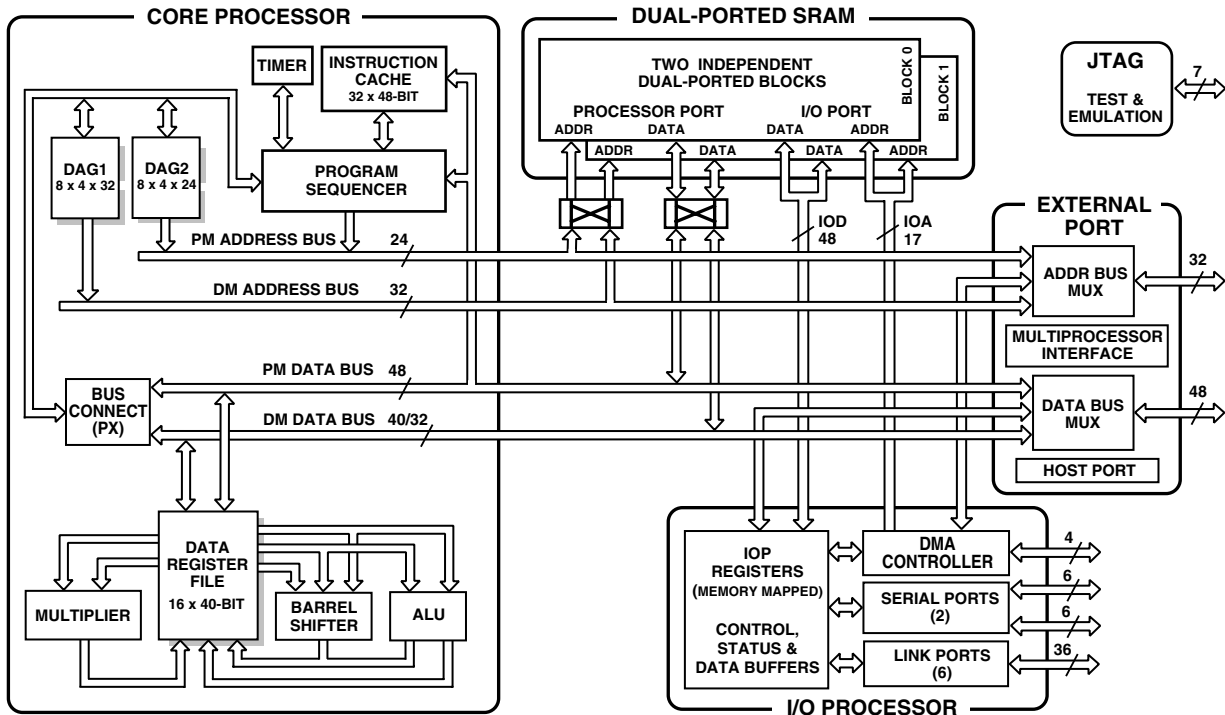 CORE PROCESSOR
TIMER
INSTRUCTION
CACHE
32 x 48-BIT
DAG1
8 x 4 x 32
DAG2
8 x 4 x 24
PROGRAM
SEQUENCER
PM ADDRESS BUS 24
DM ADDRESS BUS 32
PM DATA BUS 48
DM DATA BUS 40/32
BUS
CONNECT
(PX)
DATA
REGISTER
FILE
16 x 40-BIT
MULTIPLIER
BARREL
SHIFTER
ALU
DUAL-PORTED SRAM
TWO INDEPENDENT
DUAL-PORTED BLOCKS
BLOCK 0
BLOCK 1
PROCESSOR PORT
I/O PORT
ADDR DATA DATA ADDR
ADDR DATA DATA ADDR
IOD
48
IOA
17
JTAG
TEST &
EMULATION
7
EXTERNAL
PORT
ADDR BUS
MUX
32
MULTIPROCESSOR
INTERFACE
DATA BUS
MUX
48
HOST PORT
IOP
REGISTERS
(MEMORY MAPPED)
CONTROL,
STATUS &
DATA BUFFERS
DMA
CONTROLLER
4
SERIAL PORTS
(2)
6
6
LINK PORTS
(6)
36
I/O PROCESSOR